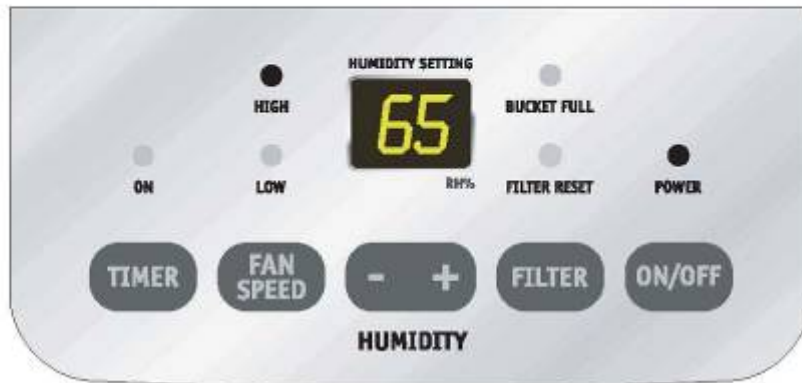 HUMIDITY SETTING
65
RH%
HIGH
BUCKET FULL
ON
LOW
FILTER RESET
POWER
TIMER
FAN
SPEED
- +
FILTER
ON/OFF
HUMIDITY